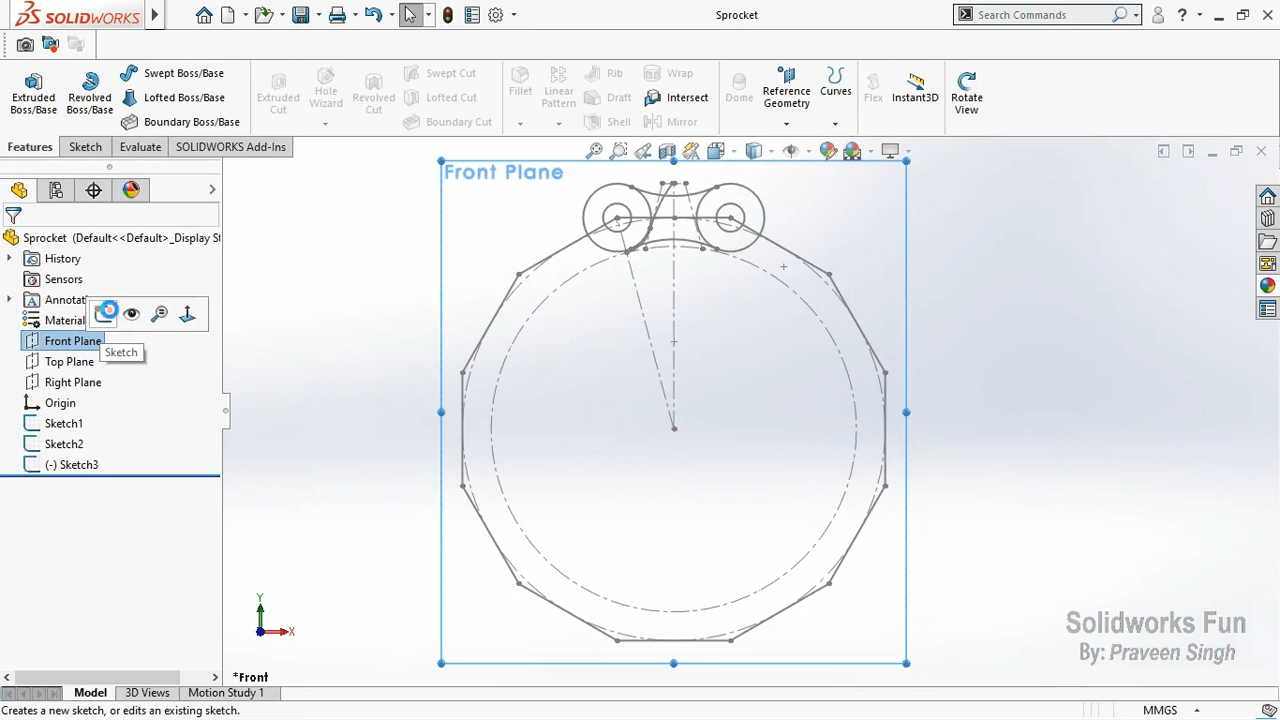 SOLIDWORKS
Sprocket
Search Commands
Extruded Boss/Base
Revolved Boss/Base
Swept Boss/Base
Lofted Boss/Base
Boundary Boss/Base
Extruded Cut
Hole Wizard
Revolved Cut
Swept Cut
Lofted Cut
Boundary Cut
Fillet
Linear Pattern
Rib
Draft
Shell
Wrap
Intersect
Mirror
Dome
Reference Geometry
Curves
Flex
Instant3D
Rotate View
Features
Sketch
Evaluate
SOLIDWORKS Add-Ins
Front Plane
Sprocket (Default<<Default>_Display St
History
Sensors
Annotat
Material
Front Plane
Sketch
Top Plane
Right Plane
Origin
Sketch1
Sketch2
(-) Sketch3
Y
X
*Front
Solidworks Fun
By: Praveen Singh
Model
3D Views
Motion Study 1
Creates a new sketch, or edits an existing sketch.
MMGS